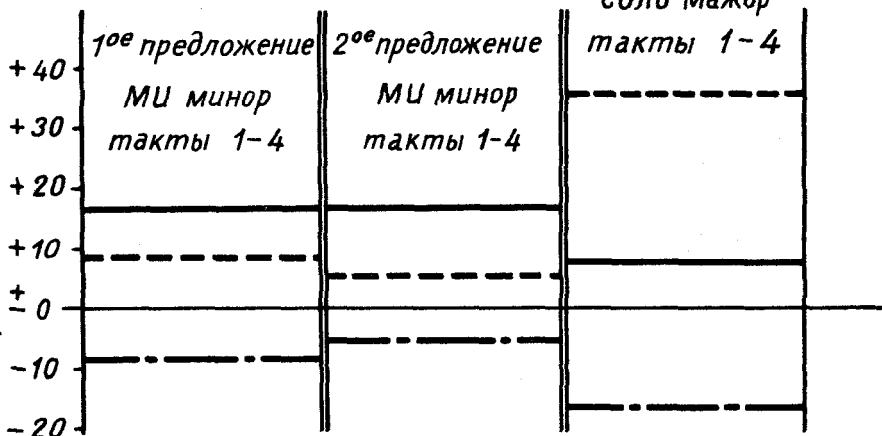 соль мажор
1ое предложение
2ое предложение
такты 1-4
МИ минор
МИ минор
такты 1-4
такты 1-4
+40
+30
+20
+10
± 0
-10
-20